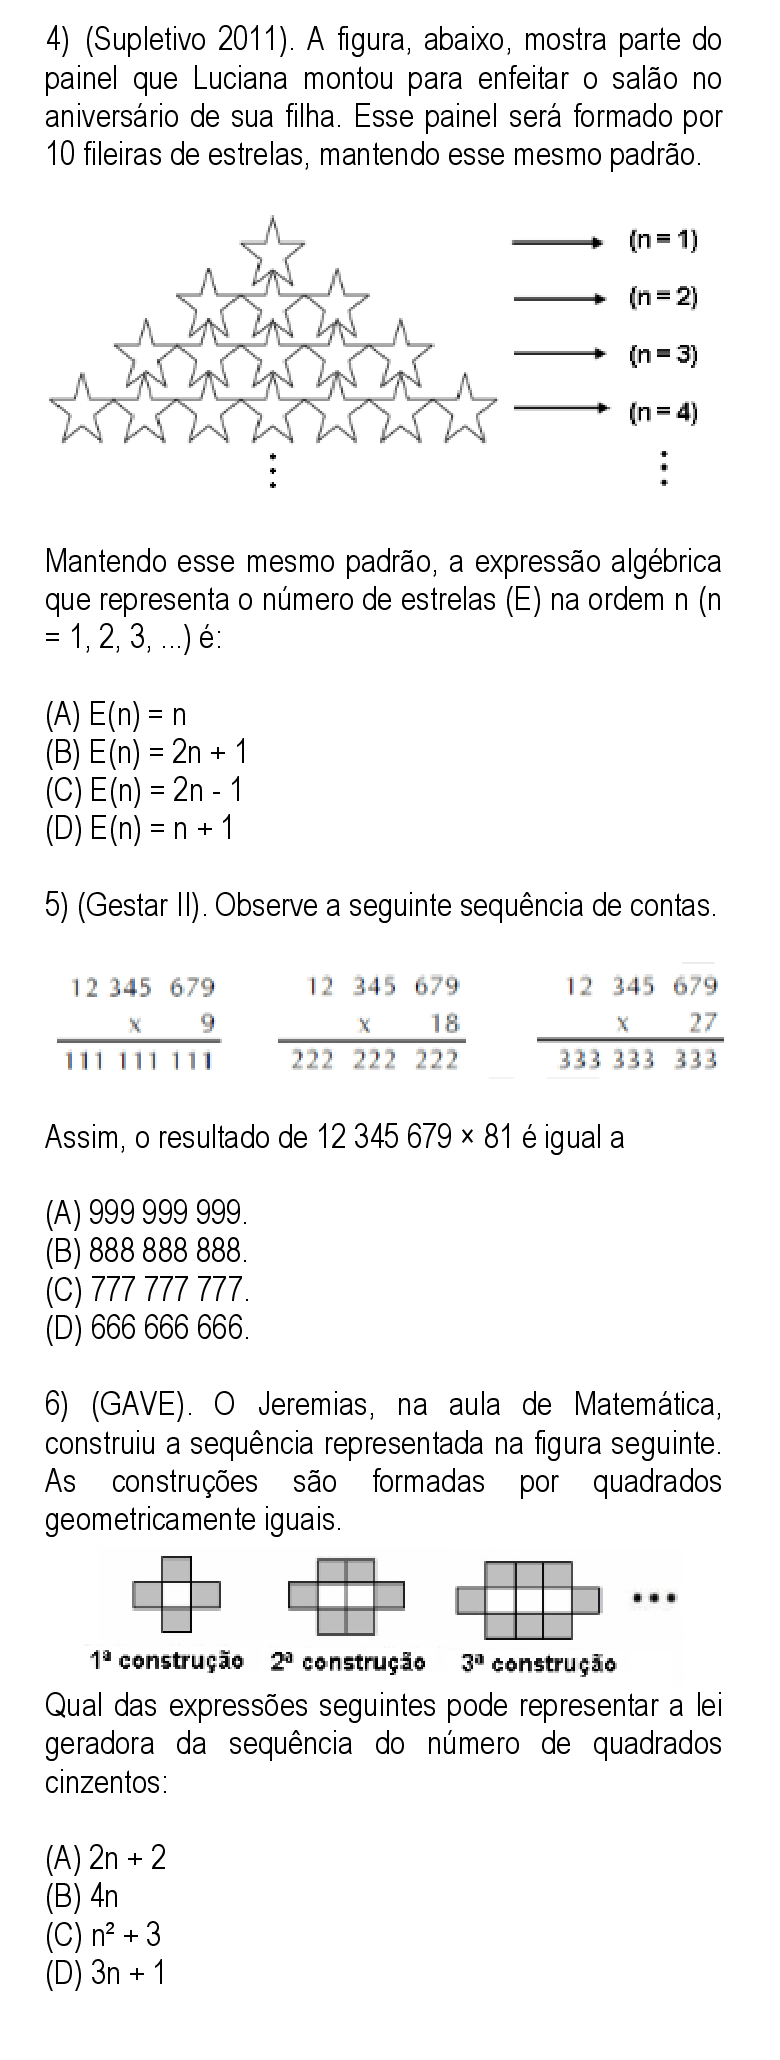 4) (Supletivo 2011). A figura, abaixo, mostra parte do
painel que Luciana montou para enfeitar o salão no
aniversário de sua filha. Esse painel será formado por
10 fileiras de estrelas, mantendo esse mesmo padrão.
(n = 1)
(n = 2)
(n = 3)
(n = 4)
Mantendo esse mesmo padrão, a expressão algébrica
que representa o número de estrelas (E) na ordem n (n
= 1, 2, 3, ...) é:
(A) E(n) = n
(B) E(n) = 2n + 1
(C) E(n) = 2n - 1
(D) E(n) = n + 1
5) (Gestar II). Observe a seguinte sequência de contas.
12 345 679 12 345 679 12 345 679
x 9 x 18 x 27
111 111 111 222 222 222 333 333 333
Assim, o resultado de 12 345 679 × 81 é igual a
(A) 999 999 999.
(B) 888 888 888.
(C) 777 777 777.
(D) 666 666 666.
6) (GAVE). O Jeremias, na aula de Matemática,
construiu a sequência representada na figura seguinte.
As construções são formadas por quadrados
geometricamente iguais.
1ª construção 2ª construção 3ª construção
Qual das expressões seguintes pode representar a lei
geradora da sequência do número de quadrados
cinzentos:
(A) 2n + 2
(B) 4n
(C) n² + 3
(D) 3n + 1